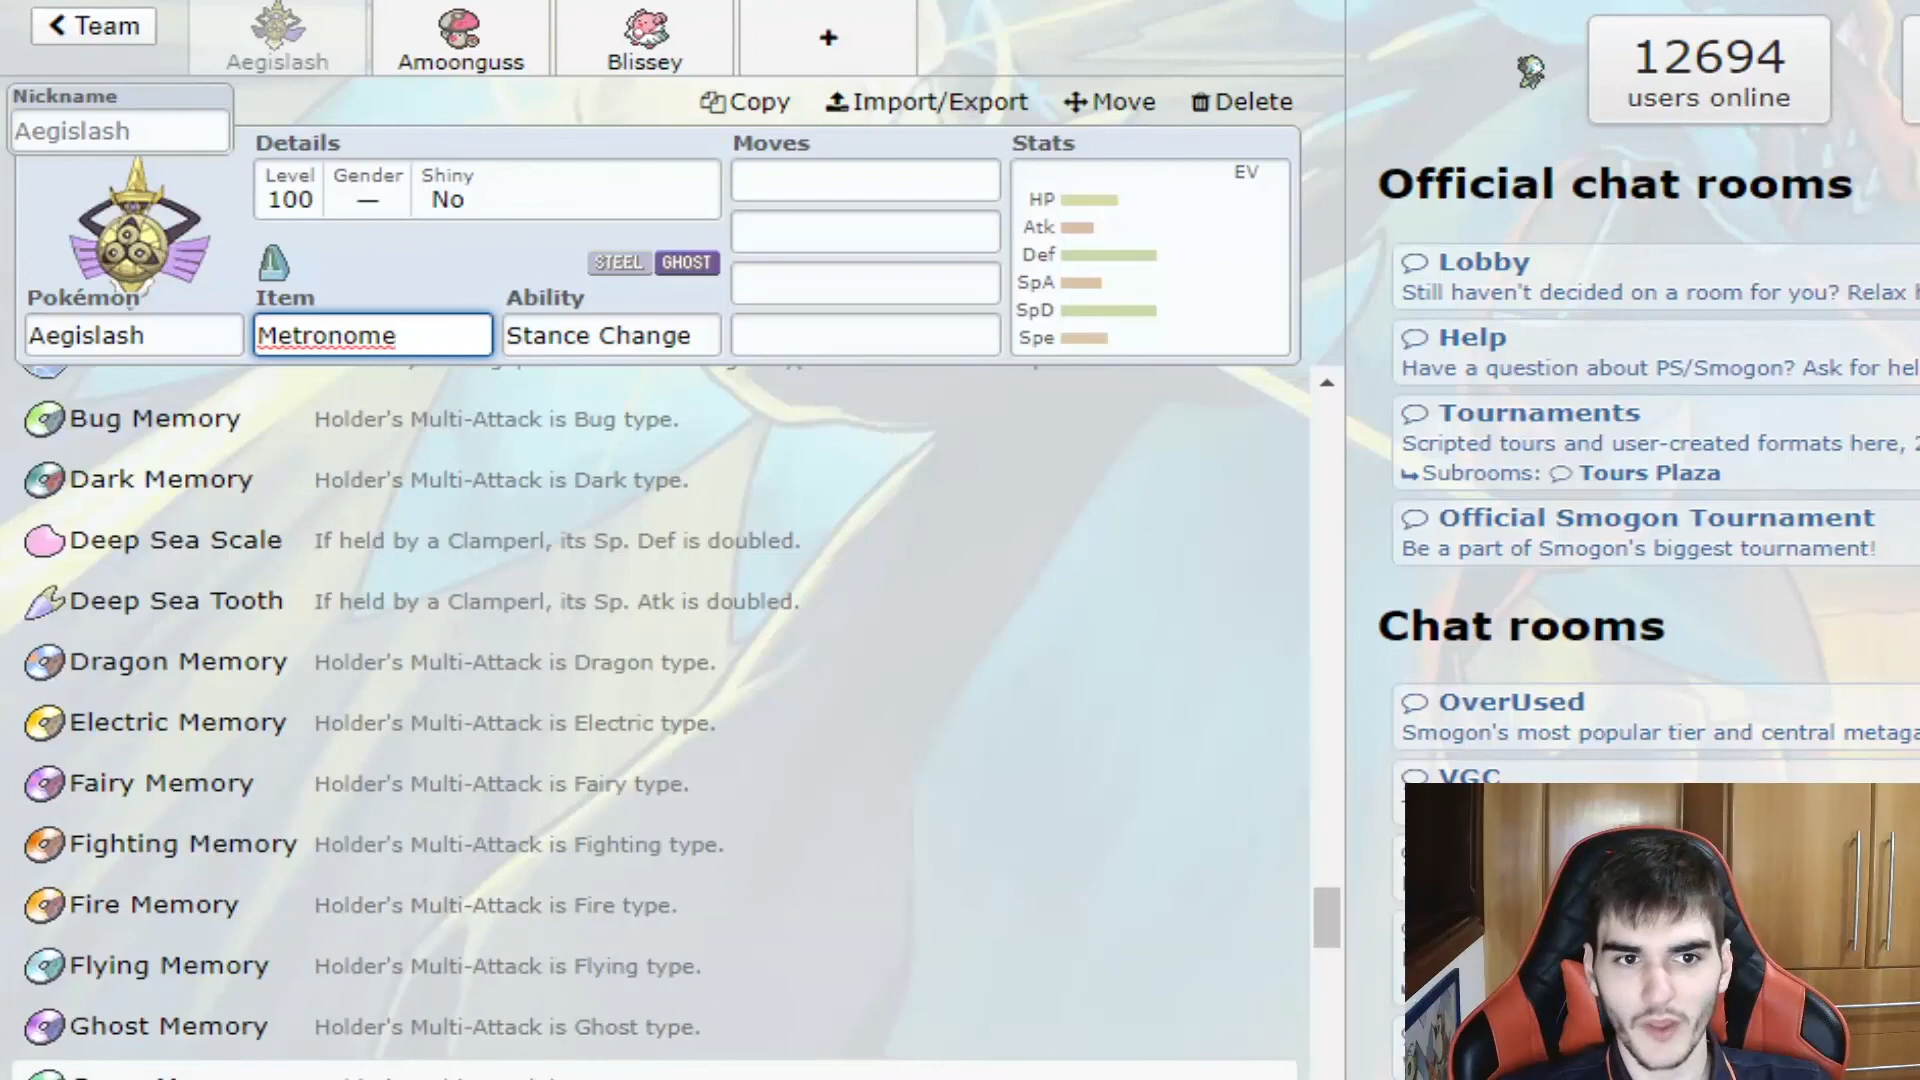 Team
Aegislash
Amoonguss
Blissey
+
Nickname
Aegislash
Copy
Import/Export
Move
Delete
Details
Level
100
Gender
—
Shiny
No
STEEL
GHOST
Pokémon
Aegislash
Item
Metronome
Ability
Stance Change
Moves
Stats
EV
HP
Atk
Def
SpA
SpD
Spe
Bug Memory Holder's Multi-Attack is Bug type.
Dark Memory Holder's Multi-Attack is Dark type.
Deep Sea Scale If held by a Clamperl, its Sp. Def is doubled.
Deep Sea Tooth If held by a Clamperl, its Sp. Atk is doubled.
Dragon Memory Holder's Multi-Attack is Dragon type.
Electric Memory Holder's Multi-Attack is Electric type.
Fairy Memory Holder's Multi-Attack is Fairy type.
Fighting Memory Holder's Multi-Attack is Fighting type.
Fire Memory Holder's Multi-Attack is Fire type.
Flying Memory Holder's Multi-Attack is Flying type.
Ghost Memory Holder's Multi-Attack is Ghost type.
12694
users online
Official chat rooms
Lobby
Still haven't decided on a room for you? Relax
Help
Have a question about PS/Smogon? Ask for hel
Tournaments
Scripted tours and user-created formats here, 2
Subrooms: Tours Plaza
Official Smogon Tournament
Be a part of Smogon's biggest tournament!
Chat rooms
OverUsed
Smogon's most popular tier and central metaga
VGC